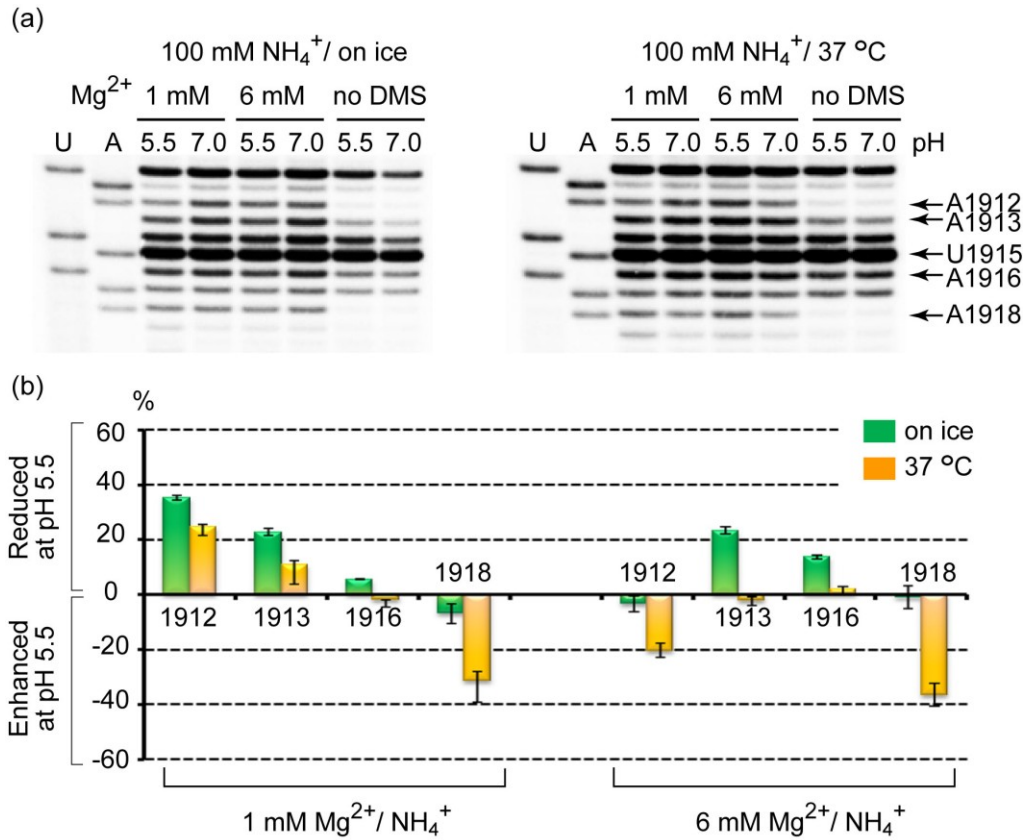 (a)
100 mM NH₄⁺/ on ice
100 mM NH₄⁺/ 37 °C
Mg²⁺ 1 mM 6 mM no DMS
1 mM 6 mM no DMS
U A 5.5 7.0 5.5 7.0 5.5 7.0
U A 5.5 7.0 5.5 7.0 5.5 7.0 pH
A1912
A1913
U1915
A1916
A1918
(b)
%
Reduced
at pH 5.5
Enhanced
at pH 5.5
60
40
20
0
-20
-40
-60
on ice
37 °C
1912 1913 1916 1918
1912 1913 1916 1918
1 mM Mg²⁺/ NH₄⁺
6 mM Mg²⁺/ NH₄⁺